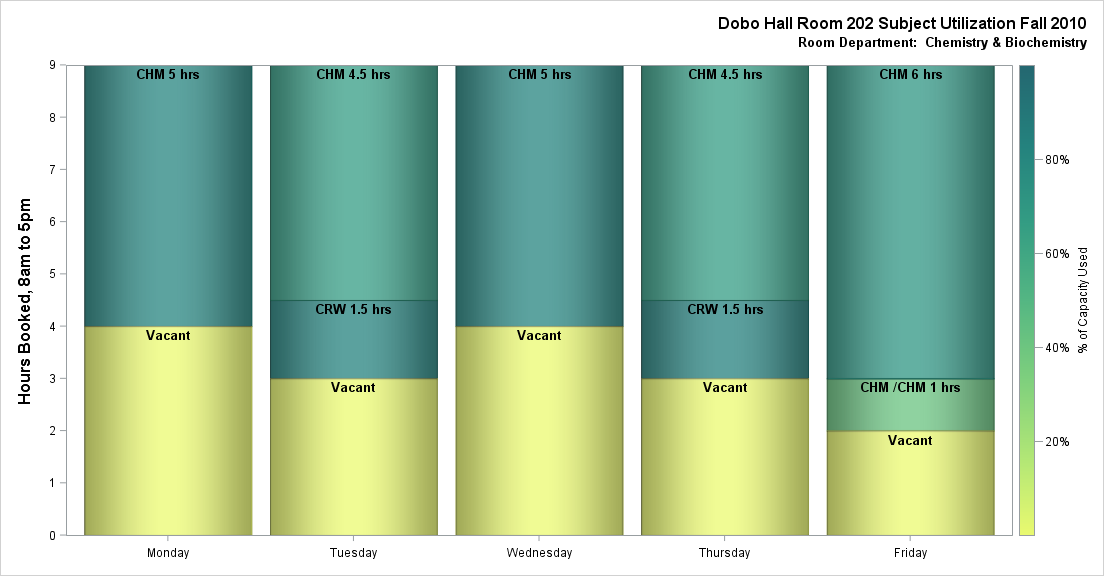 Dobo Hall Room 202 Subject Utilization Fall 2010
Room Department:  Chemistry & Biochemistry
Hours Booked, 8am to 5pm
9
8
7
6
5
4
3
2
1
0
CHM 5 hrs
Vacant
CHM 4.5 hrs
CRW 1.5 hrs
Vacant
CHM 5 hrs
Vacant
CHM 4.5 hrs
CRW 1.5 hrs
Vacant
CHM 6 hrs
CHM /CHM 1 hrs
Vacant
Monday
Tuesday
Wednesday
Thursday
Friday
80%
60%
40%
20%
% of Capacity Used